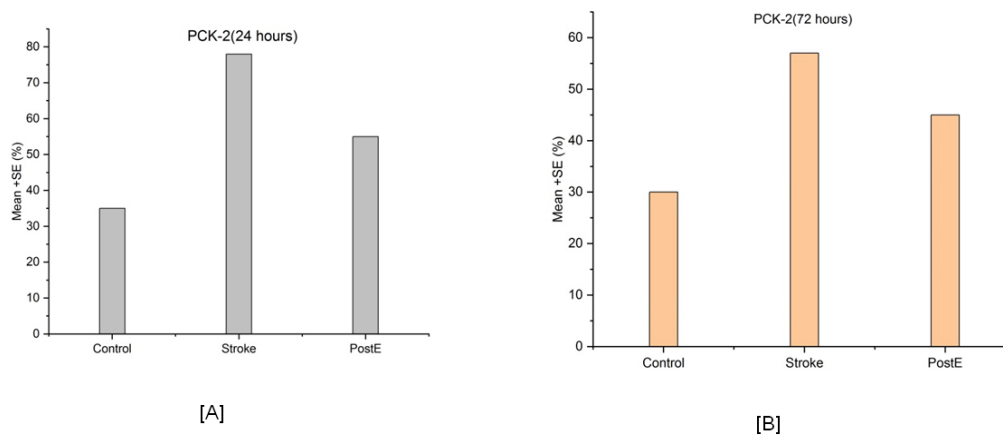 PCK-2(24 hours)
Mean +SE (%)
80
70
60
50
40
30
20
10
0
Control Stroke PostE
[A]
PCK-2(72 hours)
Mean +SE (%)
60
50
40
30
20
10
0
Control Stroke PostE
[B]